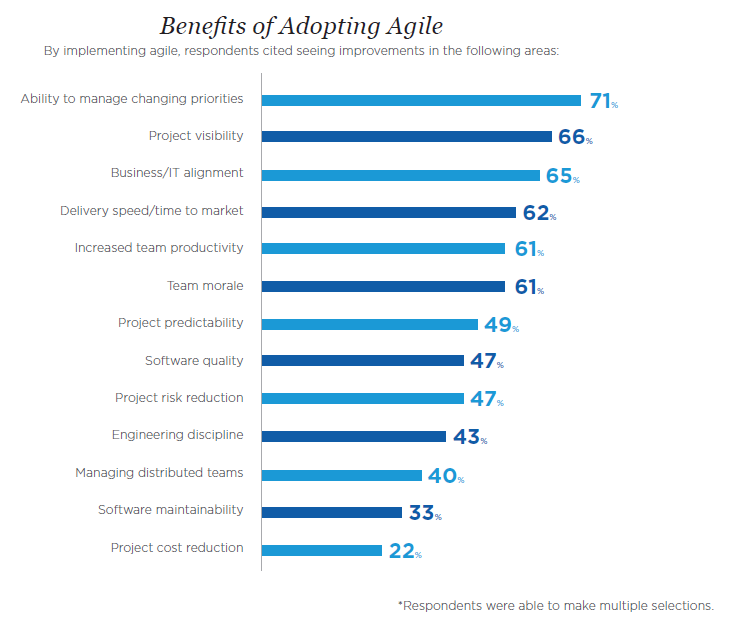 Benefits of Adopting Agile
By implementing agile, respondents cited seeing improvements in the following areas:
Ability to manage changing priorities 71%
Project visibility 66%
Business/IT alignment 65%
Delivery speed/time to market 62%
Increased team productivity 61%
Team morale 61%
Project predictability 49%
Software quality 47%
Project risk reduction 47%
Engineering discipline 43%
Managing distributed teams 40%
Software maintainability 33%
Project cost reduction 22%
*Respondents were able to make multiple selections.